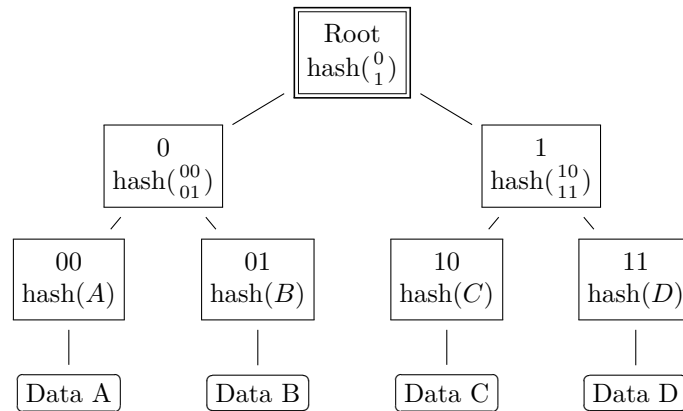 Root
hash(0 1)
0
hash(00 01)
1
hash(10 11)
00
hash(A)
01
hash(B)
10
hash(C)
11
hash(D)
Data A
Data B
Data C
Data D